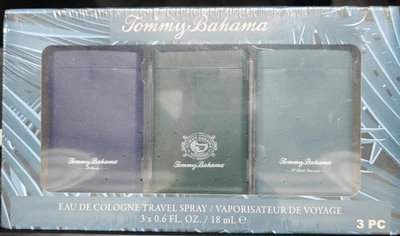 Tommy Bahama
Tommy Bahama
Tommy Bahama
Tommy Bahama
EAU DE COLOGNE TRAVEL SPRAY / VAPORISATEUR DE VOYAGE
3 x 0.6 FL. OZ. / 18 mL ℮
3 PC